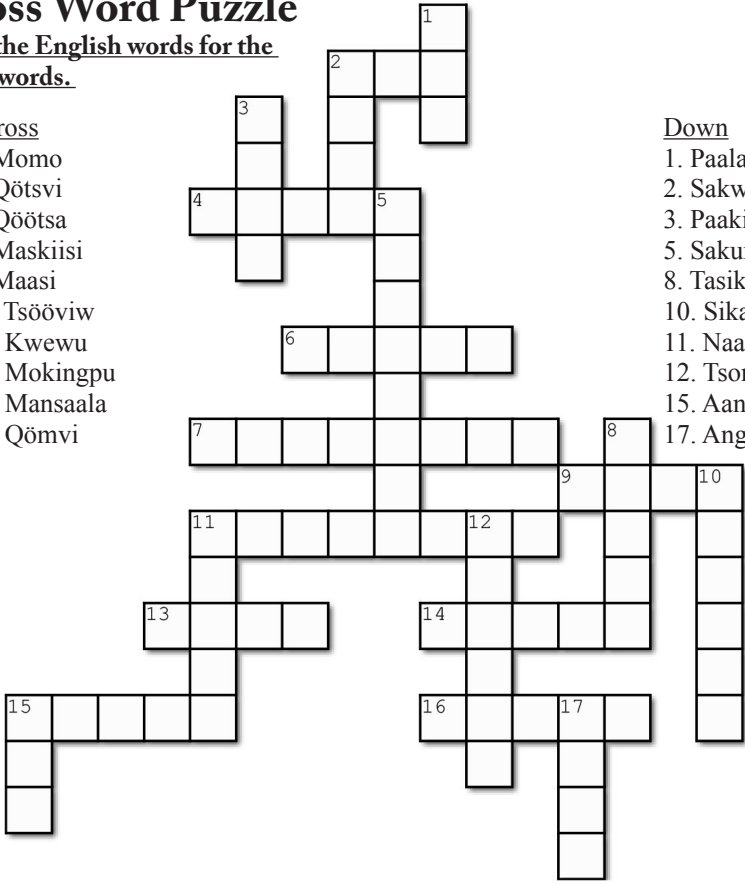 oss Word Puzzle
the English words for the
words.
ross
Momo
Qötsvi
Qöötsa
Maskiisi
Maasi
Tsööviw
Kwewu
Mokingpu
Mansaala
Qömvi
Down
1. Paala
2. Sakw
3. Paaki
5.
8. Tasik
10. Sika
11. Naa
12.
15. Aan
17. Ang
1
2
3
4 5
6
7 8
9 10
11 12
13 14
15 16 17